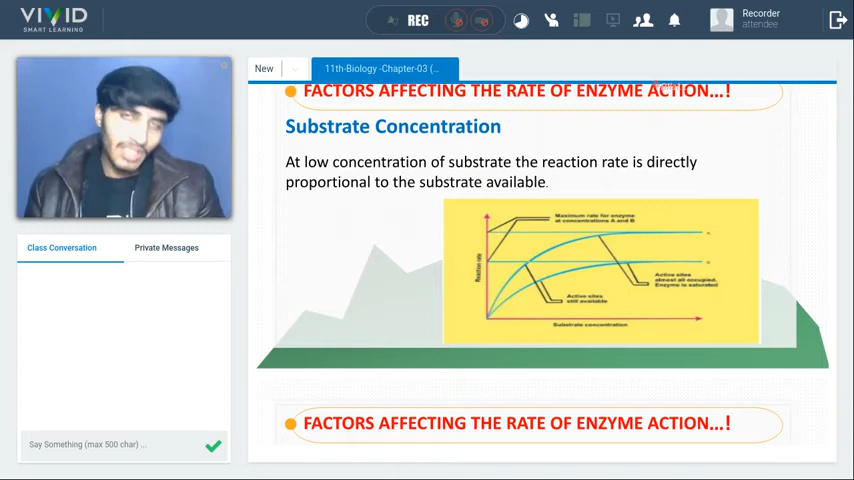 VIVID
SMART LEARNING
REC
Recorder
attendee
New
11th-Biology -Chapter-03 (...
FACTORS AFFECTING THE RATE OF ENZYME ACTION...!
Substrate Concentration
At low concentration of substrate the reaction rate is directly
proportional to the substrate available.
Maximum rate for enzyme
at concentrations A and B
Reaction rate
Active sites
almost all occupied.
Enzyme is saturated
Active sites
still available
Substrate concentration
Class Conversation
Private Messages
Say Something (max 500 char) ...
FACTORS AFFECTING THE RATE OF ENZYME ACTION...!